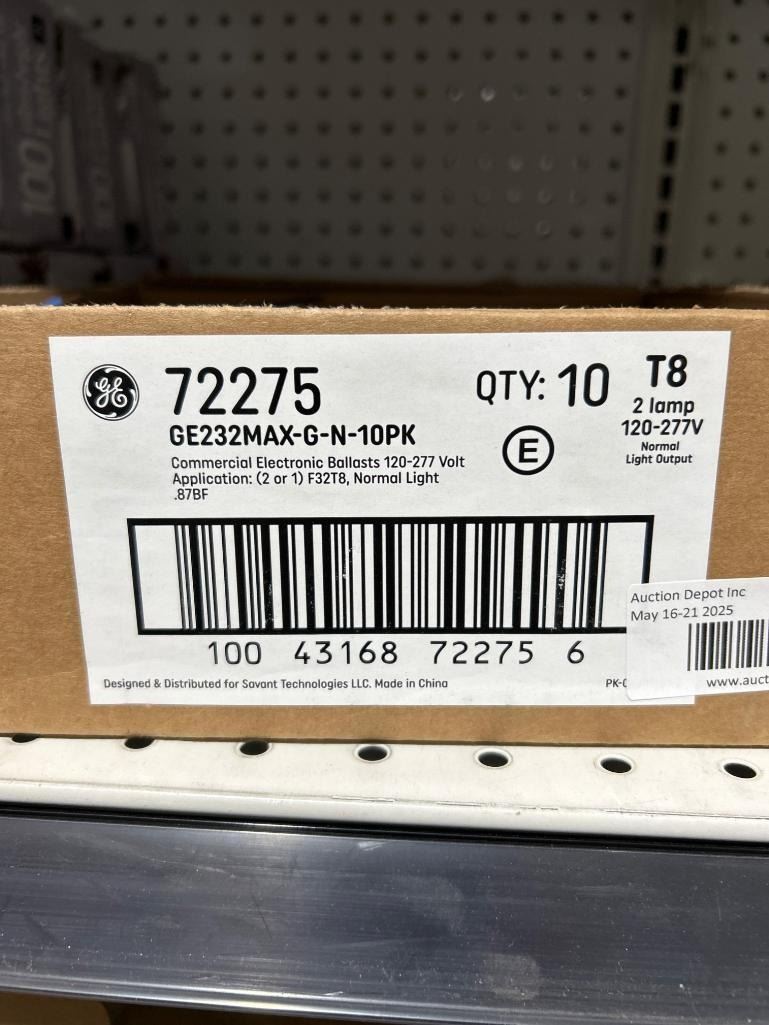 100
GE
72275
QTY: 10
T8
2 lamp
120-277V
Normal
Light Output
GE232MAX-G-N-10PK
E
Commercial Electronic Ballasts 120-277 Volt
Application: (2 or 1) F32T8, Normal Light
.87BF
100 43168 72275 6
Designed & Distributed for Savant Technologies LLC. Made in China
Auction Depot Inc
May 16-21 2025